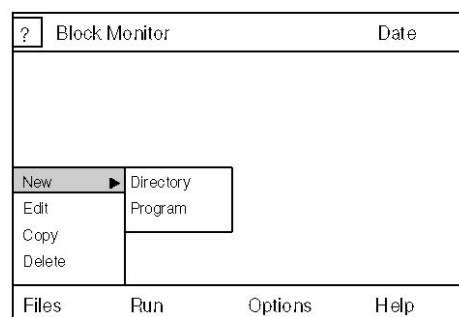 ? Block Monitor Date
New ▶ Directory
Edit Program
Copy
Delete
Files Run Options Help